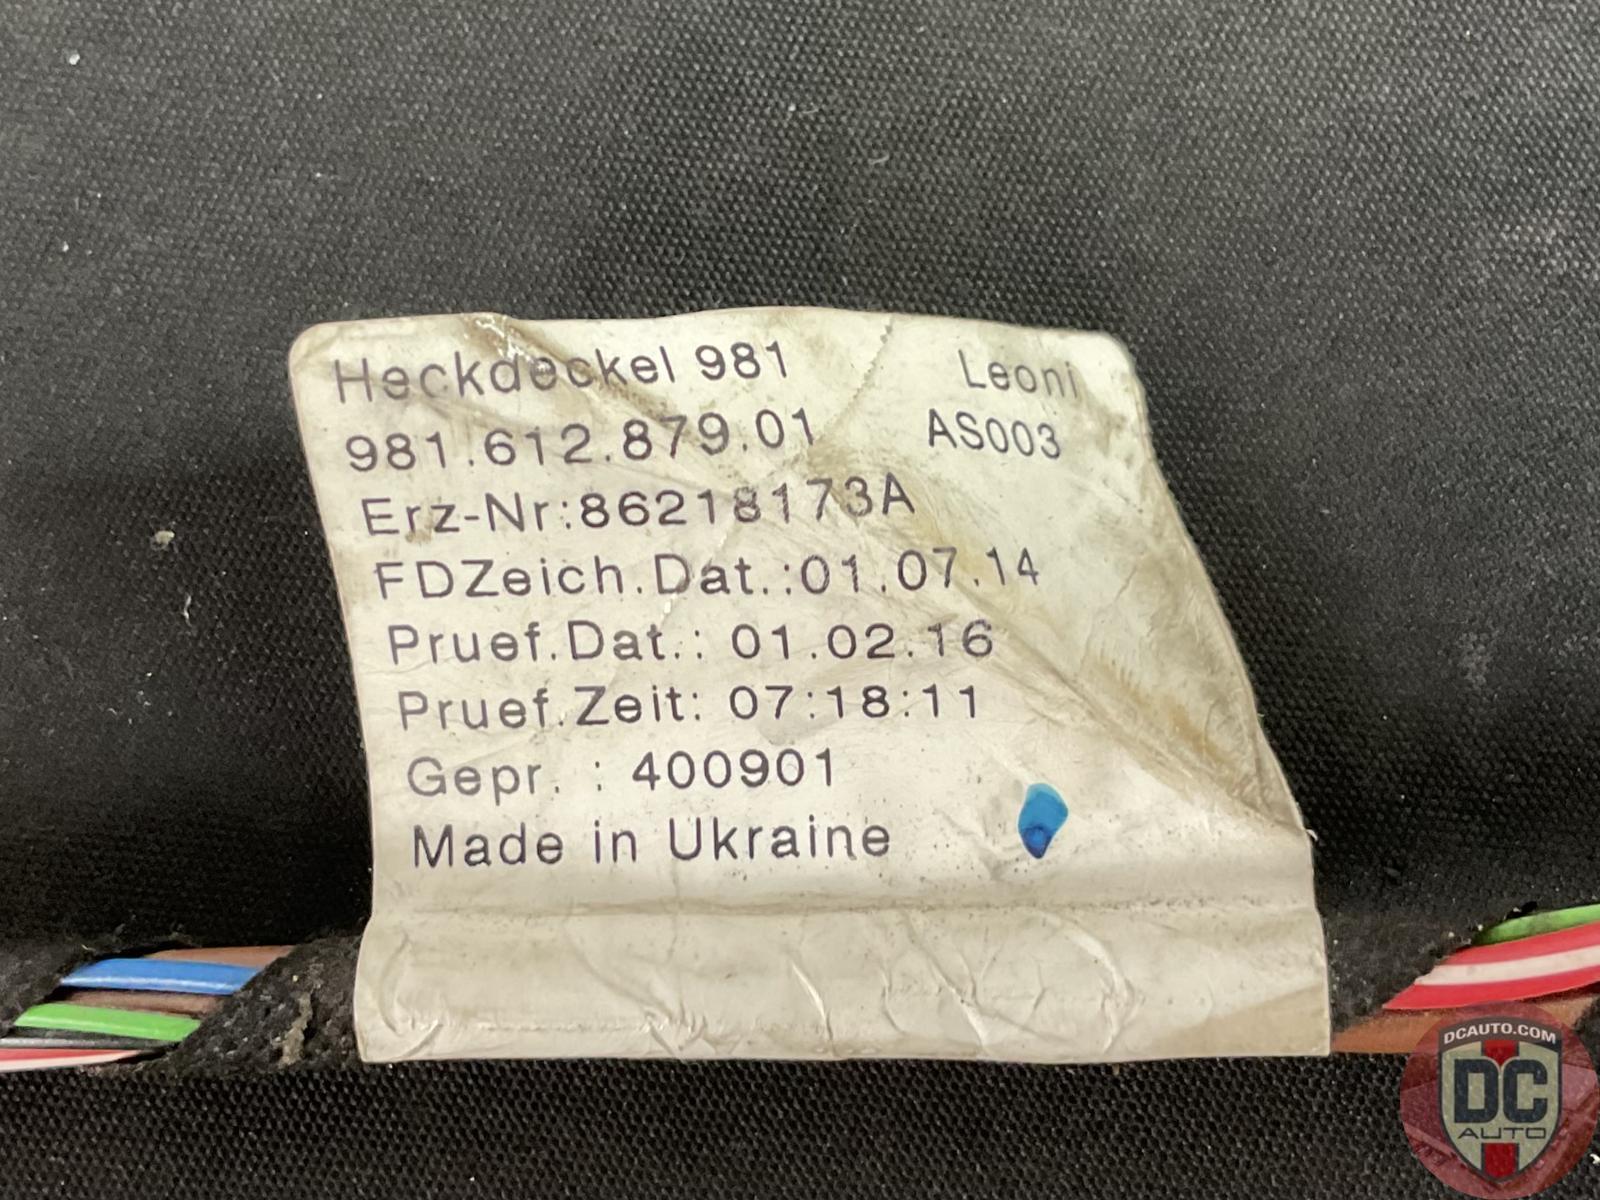 Heckdeckel 981 Leoni
981.612.879.01 AS003
Erz-Nr:86218173A
FDZeich.Dat.:01.07.14
Pruef.Dat.: 01.02.16
Pruef.Zeit: 07:18:11
Gepr. : 400901
Made in Ukraine
DCAUTO.COM
DC
AUTO